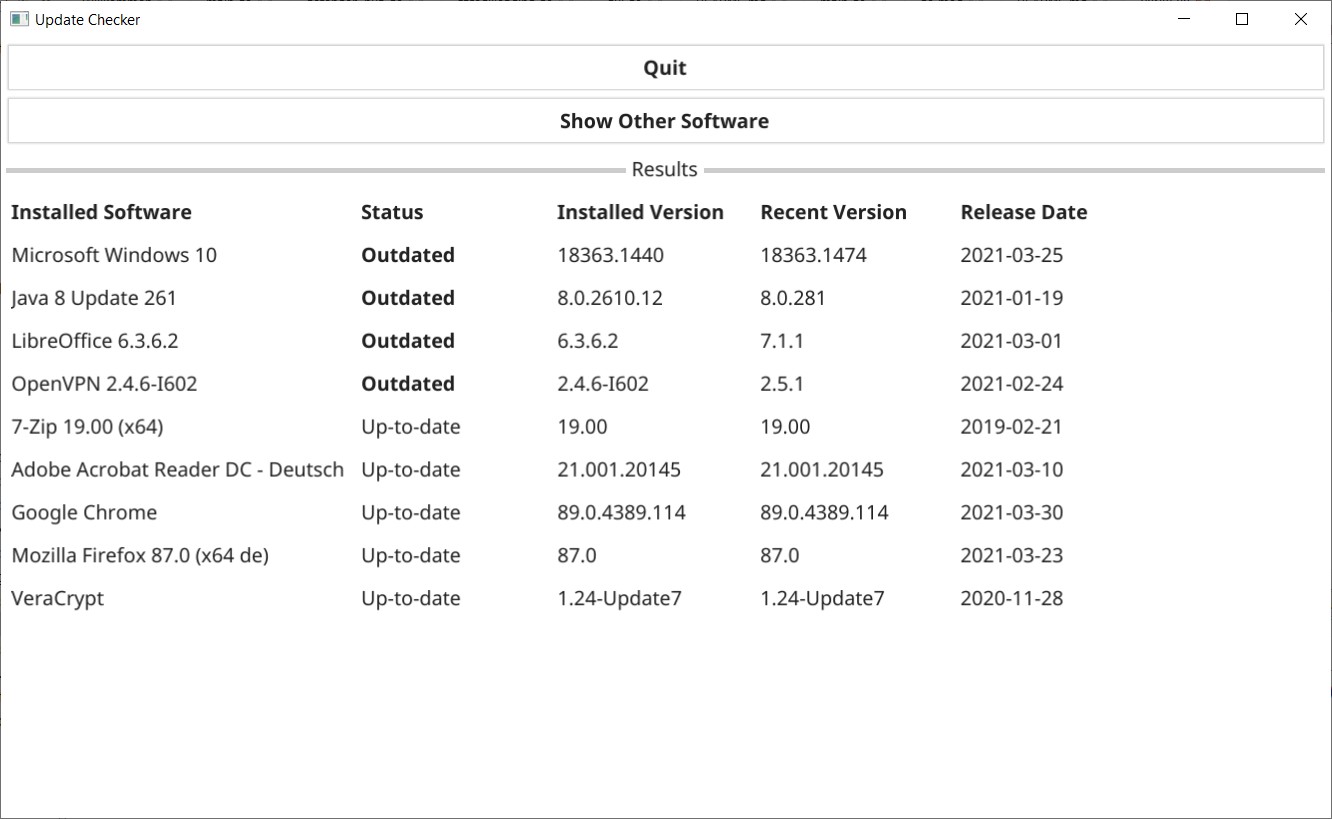 Update Checker
Quit
Show Other Software
Results
Installed Software Status Installed Version Recent Version Release Date
Microsoft Windows 10 Outdated 18363.1440 18363.1474 2021-03-25
Java 8 Update 261 Outdated 8.0.2610.12 8.0.281 2021-01-19
LibreOffice 6.3.6.2 Outdated 6.3.6.2 7.1.1 2021-03-01
OpenVPN 2.4.6-I602 Outdated 2.4.6-I602 2.5.1 2021-02-24
7-Zip 19.00 (x64) Up-to-date 19.00 19.00 2019-02-21
Adobe Acrobat Reader DC - Deutsch Up-to-date 21.001.20145 21.001.20145 2021-03-10
Google Chrome Up-to-date 89.0.4389.114 89.0.4389.114 2021-03-30
Mozilla Firefox 87.0 (x64 de) Up-to-date 87.0 87.0 2021-03-23
VeraCrypt Up-to-date 1.24-Update7 1.24-Update7 2020-11-28